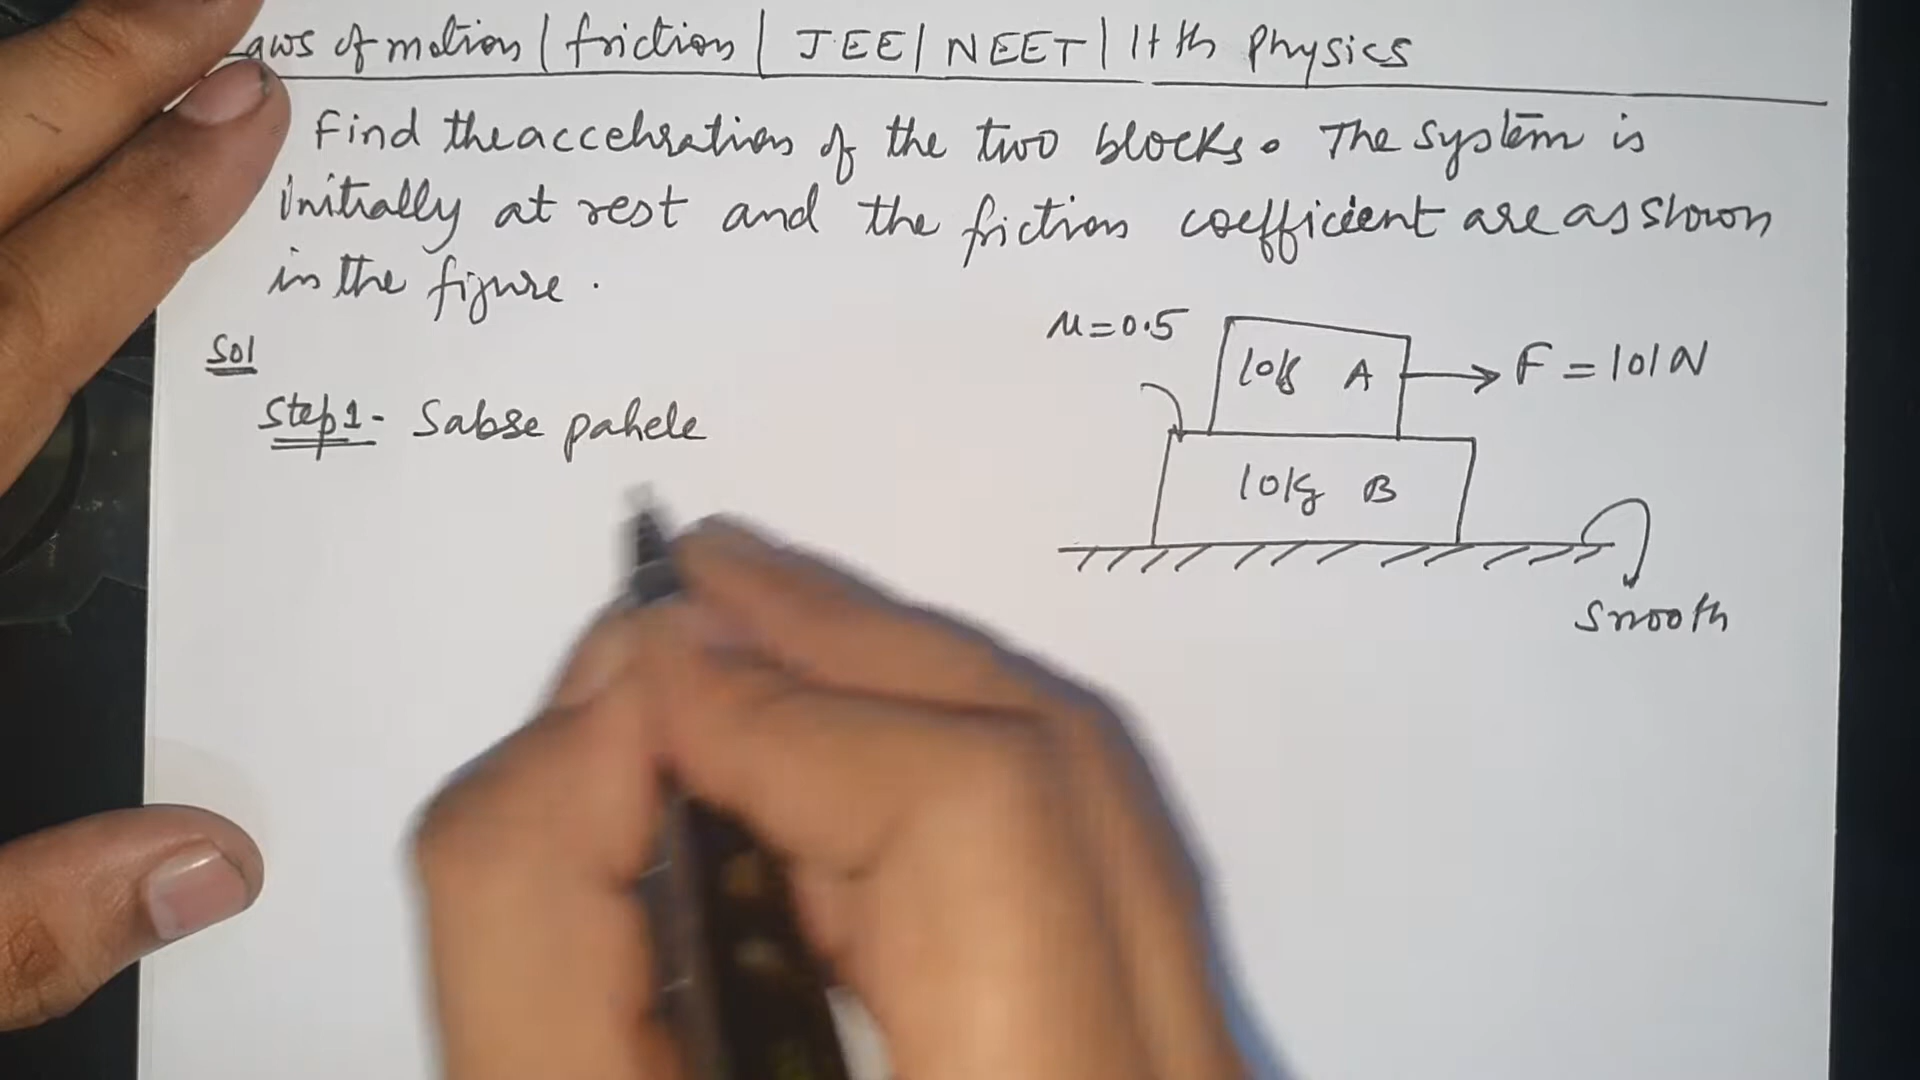 aws of motion | friction | JEE | NEET | 11th Physics
Find the acceleration of the two blocks. The System is
initially at rest and the friction coefficient are as shown
in the figure.
Sol
Step1- Sabse pahele
μ=0.5
10kg A
F = 101N
10kg B
Smooth